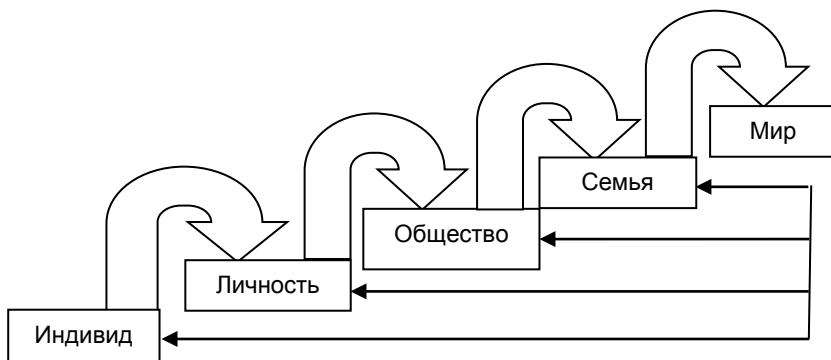 Мир
Семья
Общество
Личность
Индивид